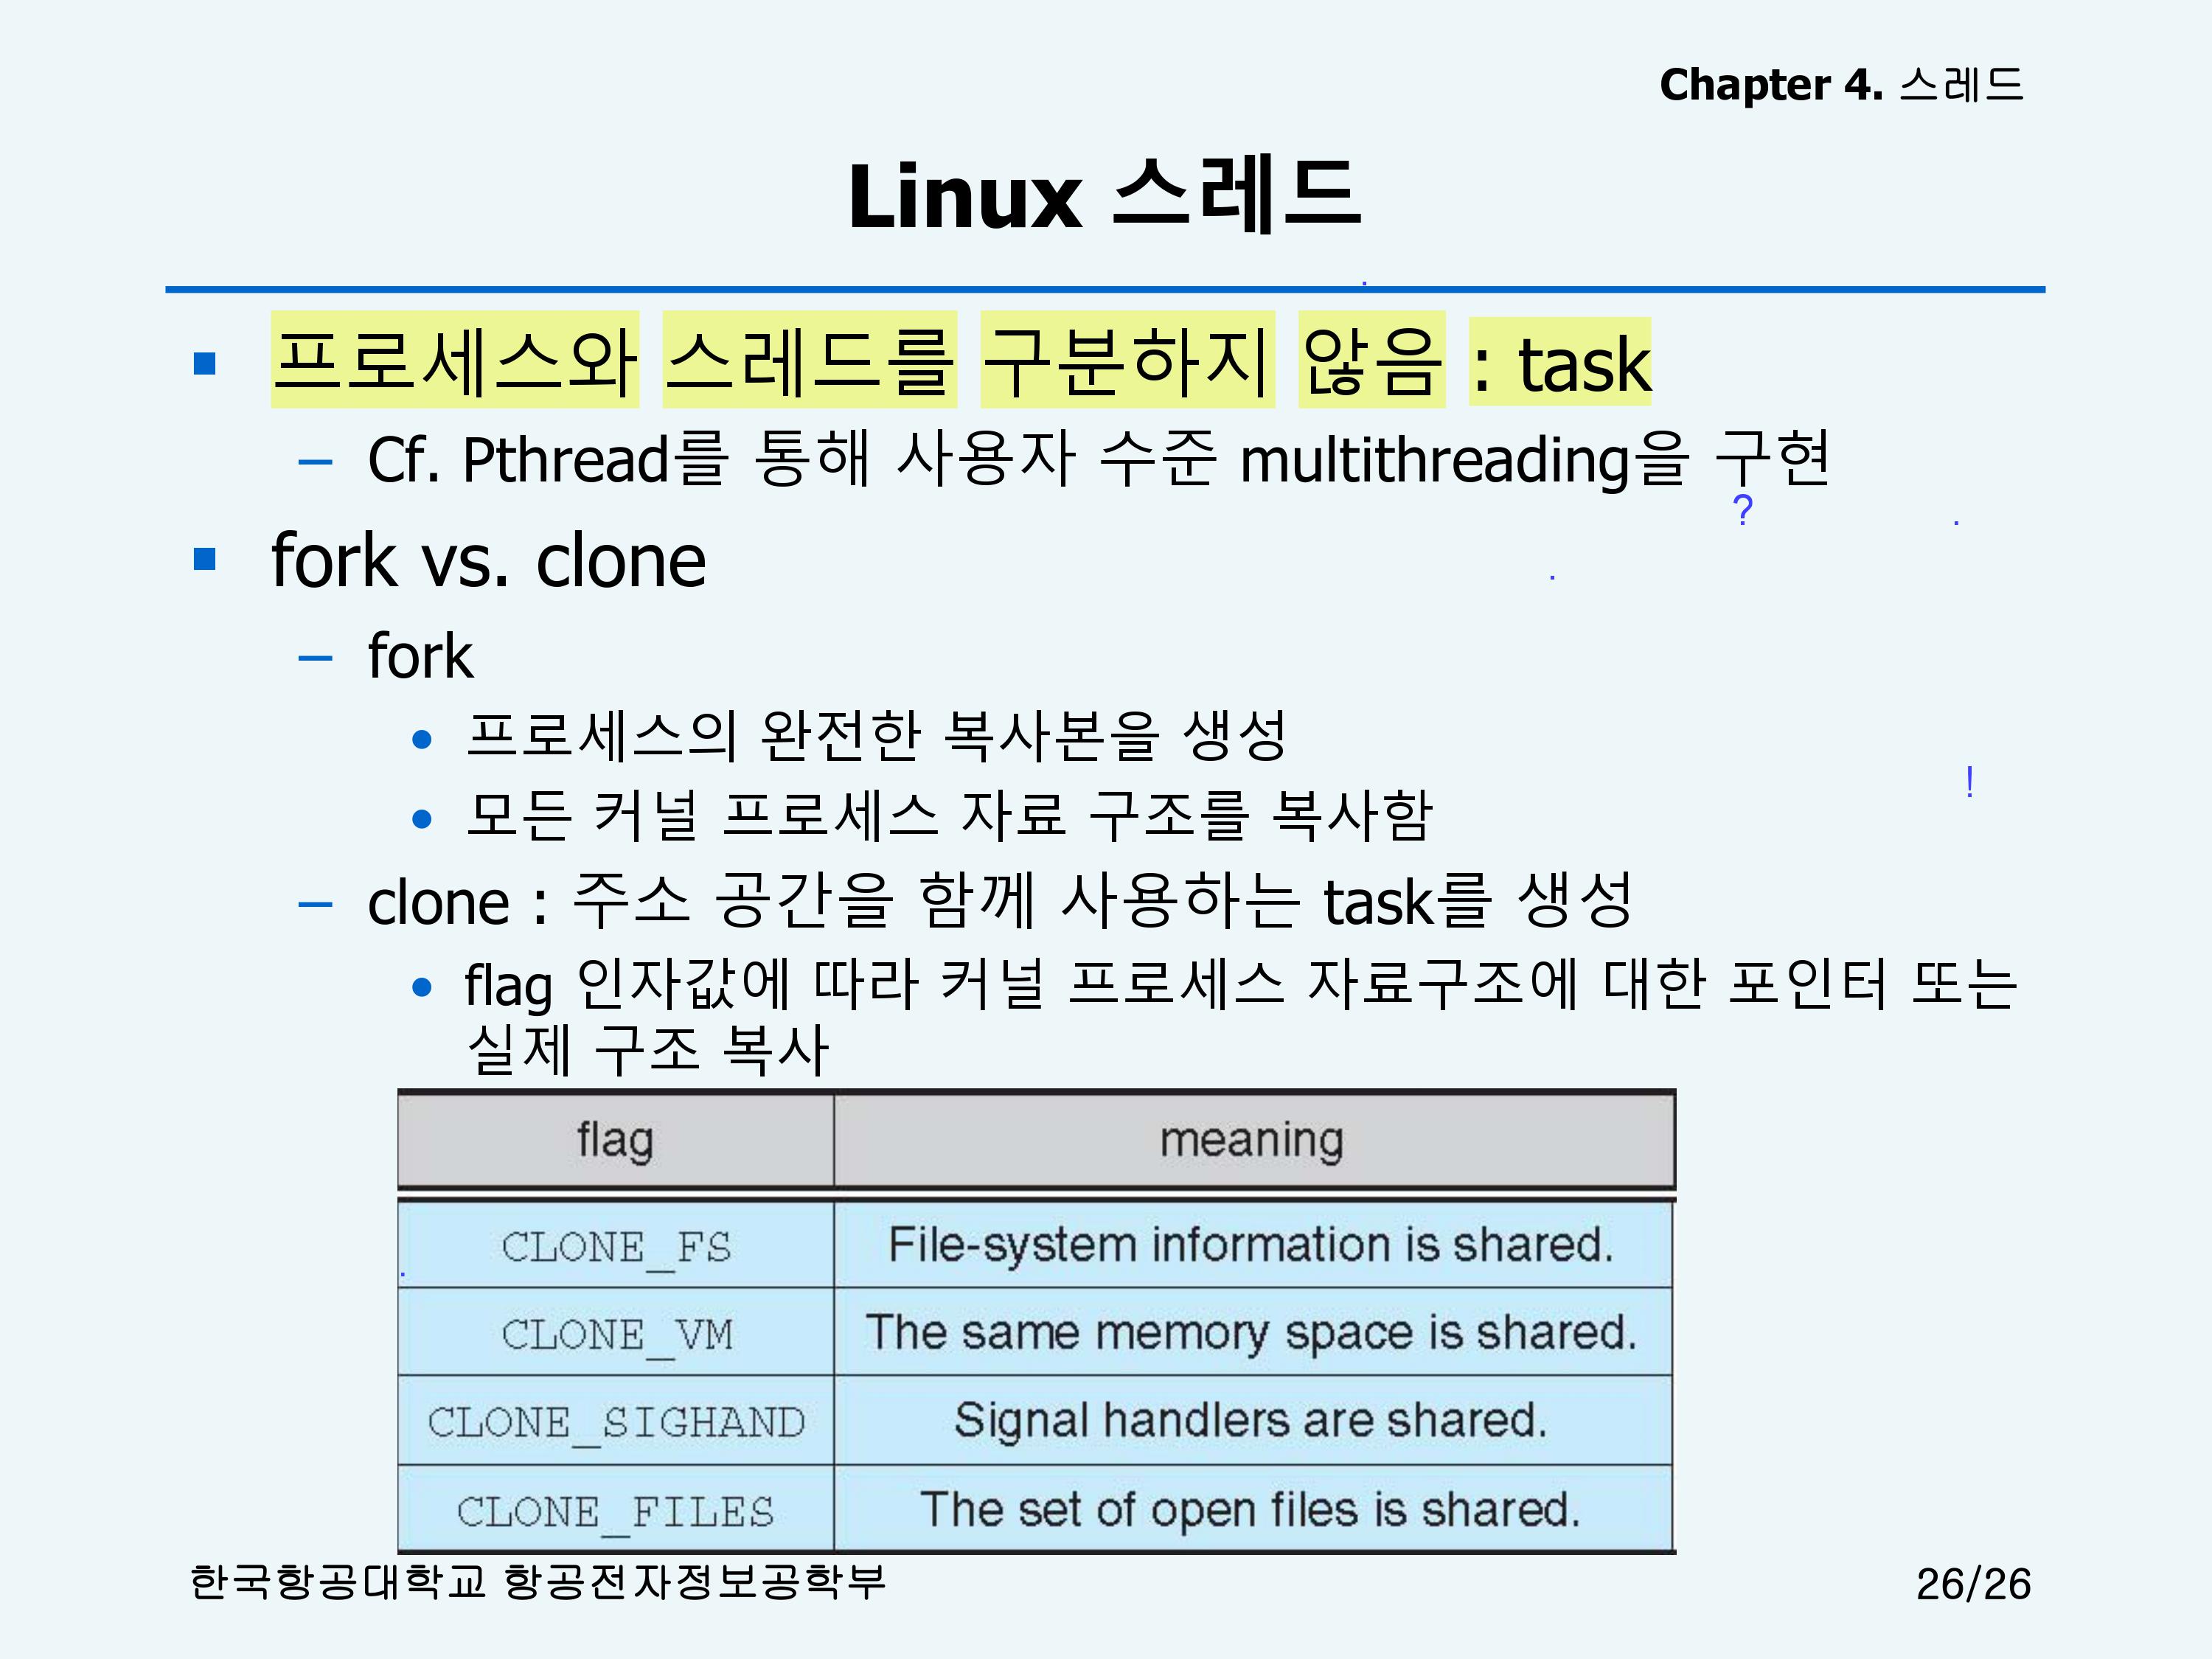 Chapter 4. 스레드
Linux 스레드
프로세스와 스레드를 구분하지 않음 : task
– Cf. Pthread를 통해 사용자 수준 multithreading을 구현
?
fork vs. clone
– fork
• 프로세스의 완전한 복사본을 생성
!
• 모든 커널 프로세스 자료 구조를 복사함
– clone : 주소 공간을 함께 사용하는 task를 생성
• flag 인자값에 따라 커널 프로세스 자료구조에 대한 포인터 또는
실제 구조 복사
flag meaning
CLONE_FS File-system information is shared.
CLONE_VM The same memory space is shared.
CLONE_SIGHAND Signal handlers are shared.
CLONE_FILES The set of open files is shared.
한국항공대학교 항공전자정보공학부 26/26